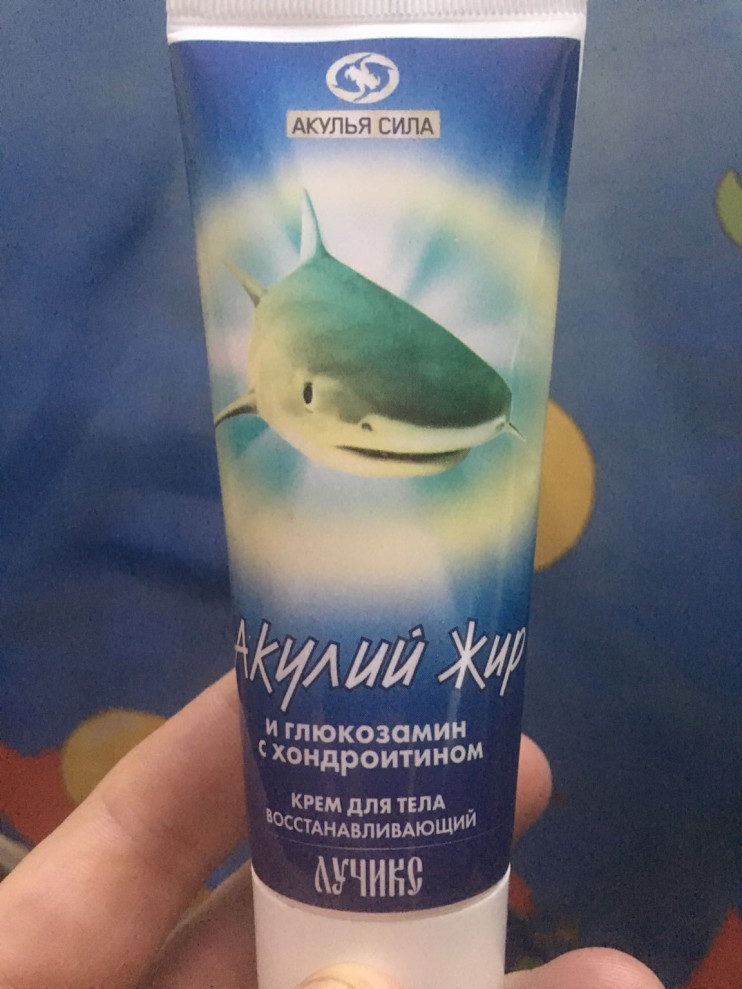 АКУЛЬЯ СИЛА
Акулий Жир
и глюкозамин
с хондроитином
КРЕМ ДЛЯ ТЕЛА
ВОССТАНАВЛИВАЮЩИЙ
ЛУЧИКС